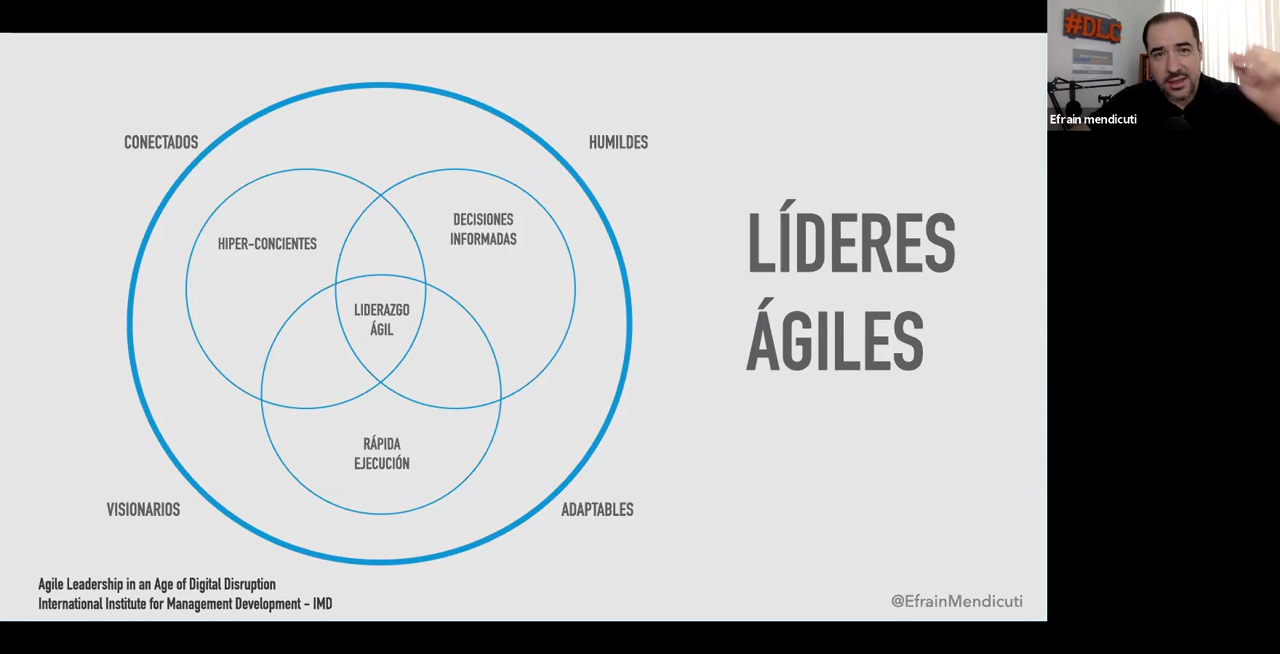 CONECTADOS
HUMILDES
HIPER-CONCIENTES
DECISIONES
INFORMADAS
LIDERAZGO
ÁGIL
RÁPIDA
EJECUCIÓN
VISIONARIOS
ADAPTABLES
LÍDERES
ÁGILES
Agile Leadership in an Age of Digital Disruption
International Institute for Management Development - IMD
@EfrainMendicuti
#DLC
Efrain mendicuti